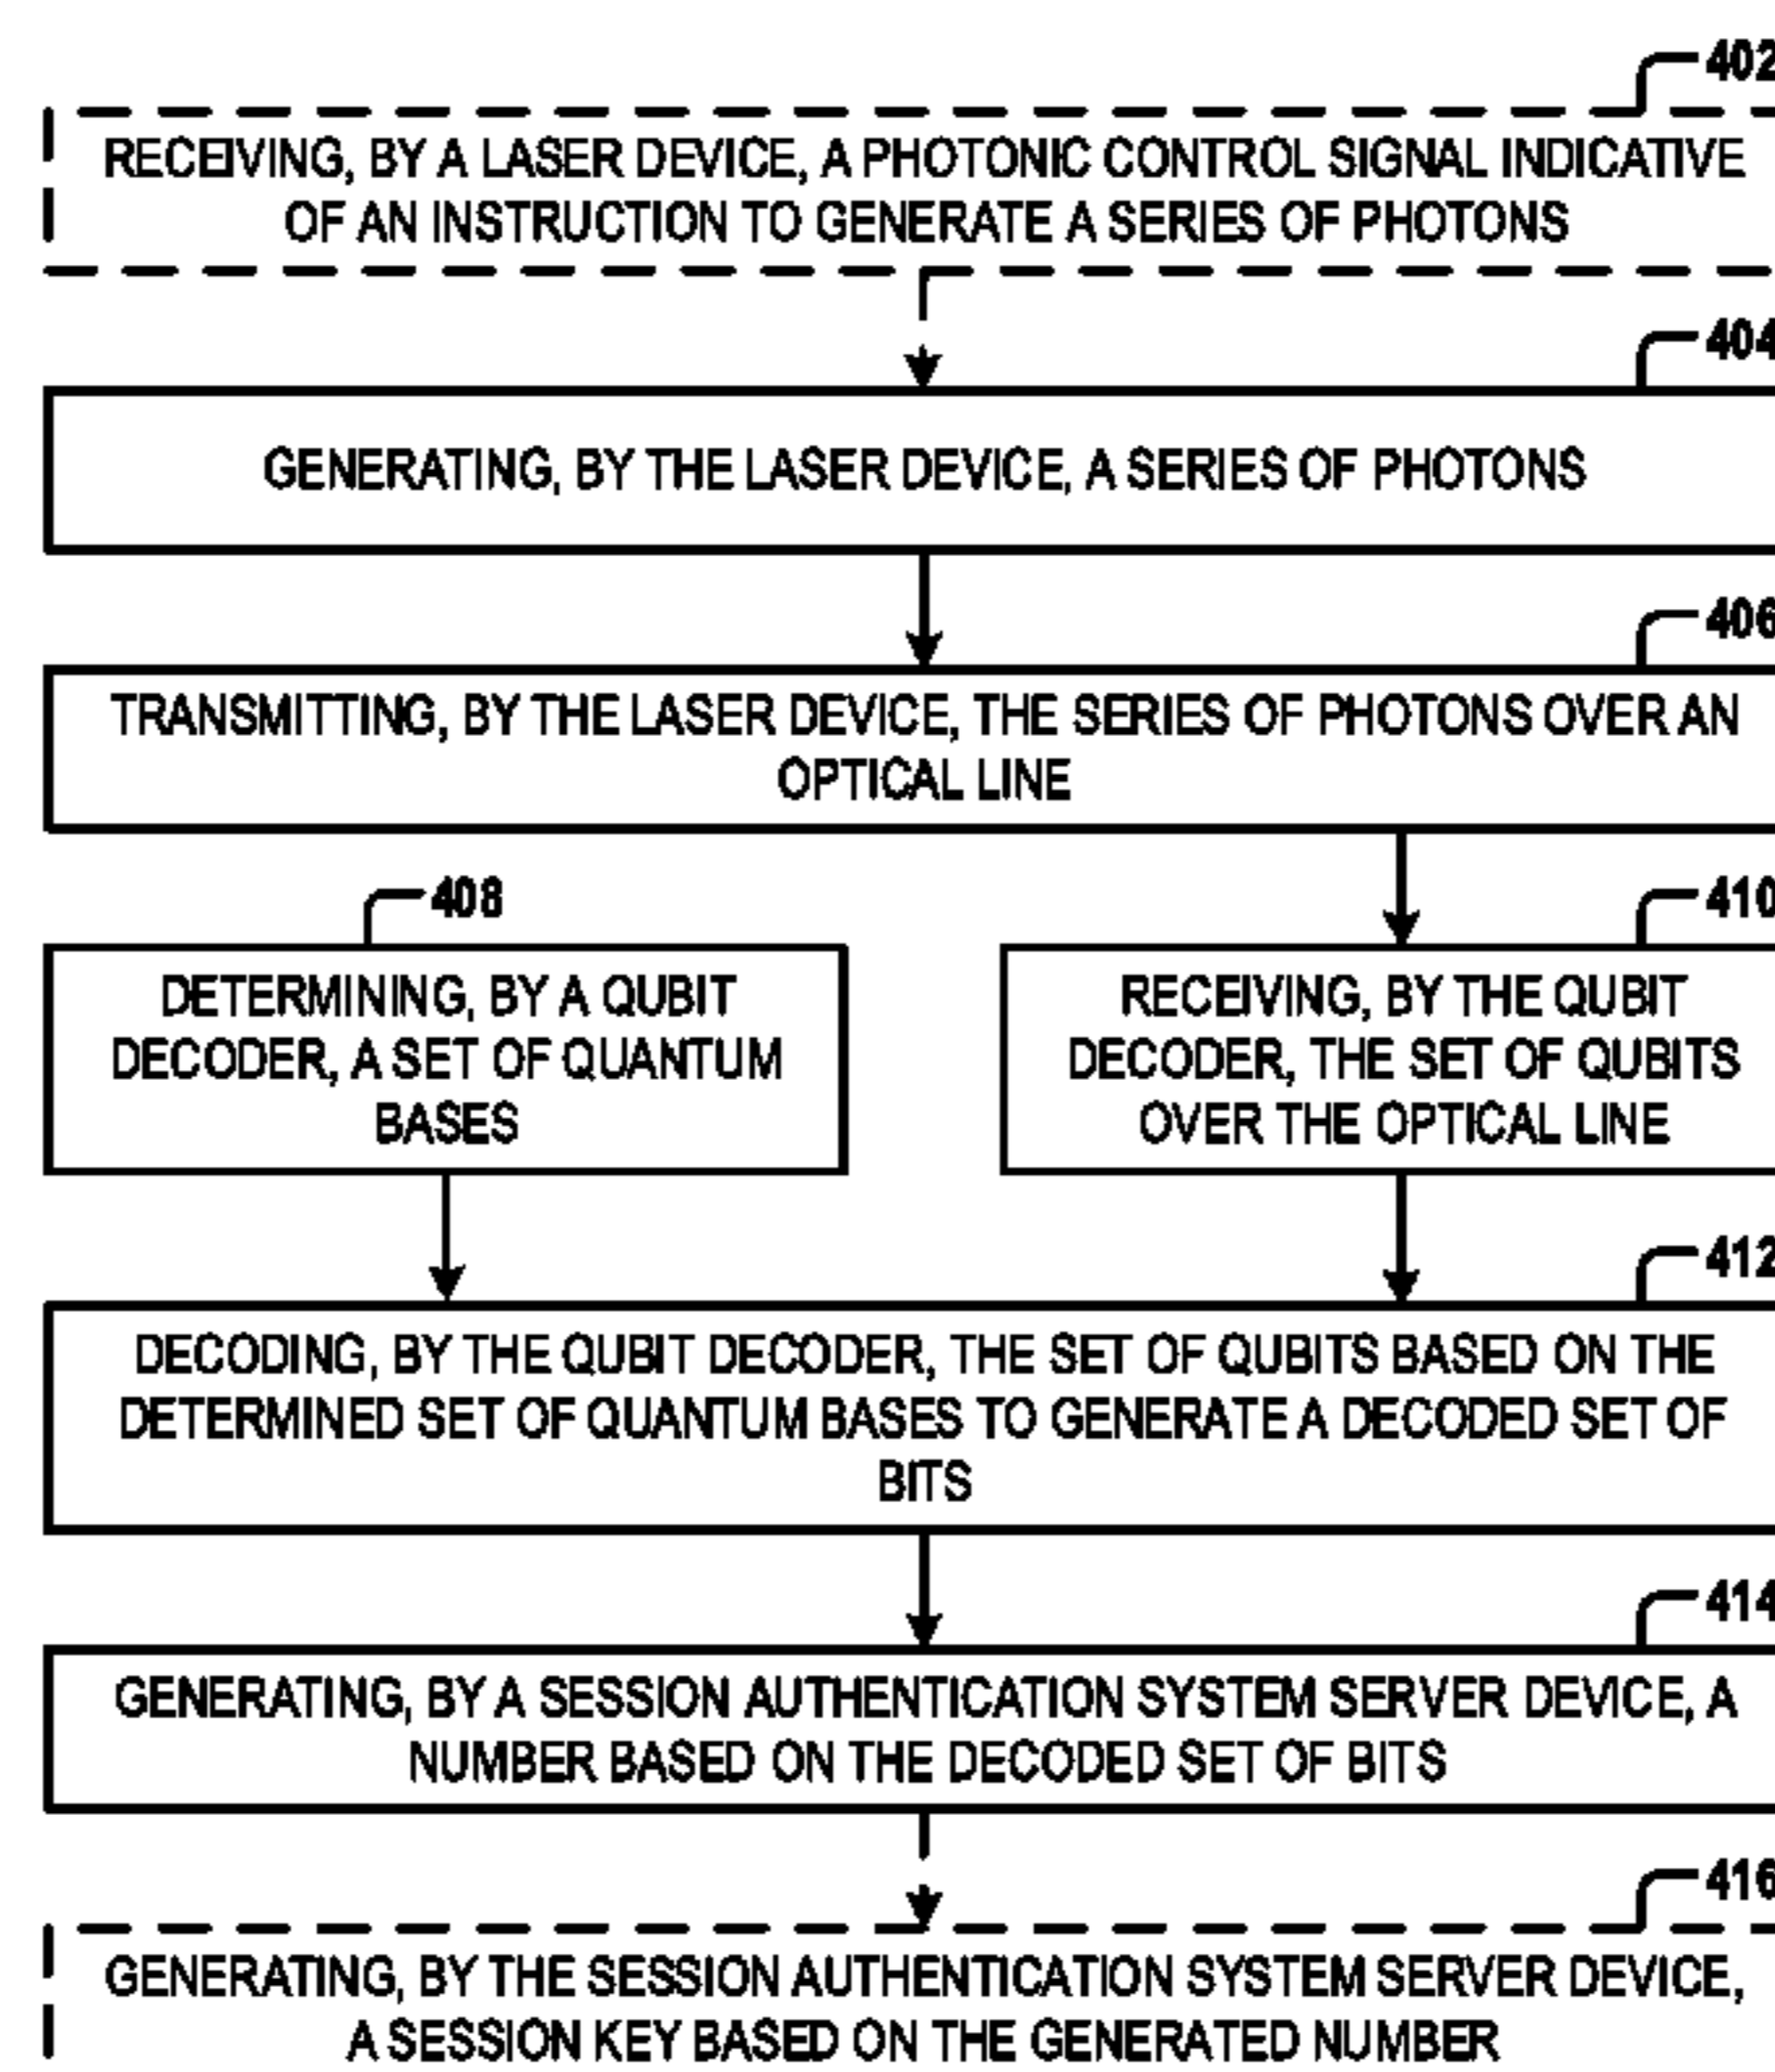 402
RECEIVING, BY A LASER DEVICE, A PHOTONIC CONTROL SIGNAL INDICATIVE
OF AN INSTRUCTION TO GENERATE A SERIES OF PHOTONS
404
GENERATING, BY THE LASER DEVICE, A SERIES OF PHOTONS
406
TRANSMITTING, BY THE LASER DEVICE, THE SERIES OF PHOTONS OVER AN
OPTICAL LINE
408
DETERMINING, BY A QUBIT
DECODER, A SET OF QUANTUM
BASES
410
RECEIVING, BY THE QUBIT
DECODER, THE SET OF QUBITS
OVER THE OPTICAL LINE
412
DECODING, BY THE QUBIT DECODER, THE SET OF QUBITS BASED ON THE
DETERMINED SET OF QUANTUM BASES TO GENERATE A DECODED SET OF
BITS
414
GENERATING, BY A SESSION AUTHENTICATION SYSTEM SERVER DEVICE, A
NUMBER BASED ON THE DECODED SET OF BITS
416
GENERATING, BY THE SESSION AUTHENTICATION SYSTEM SERVER DEVICE,
A SESSION KEY BASED ON THE GENERATED NUMBER